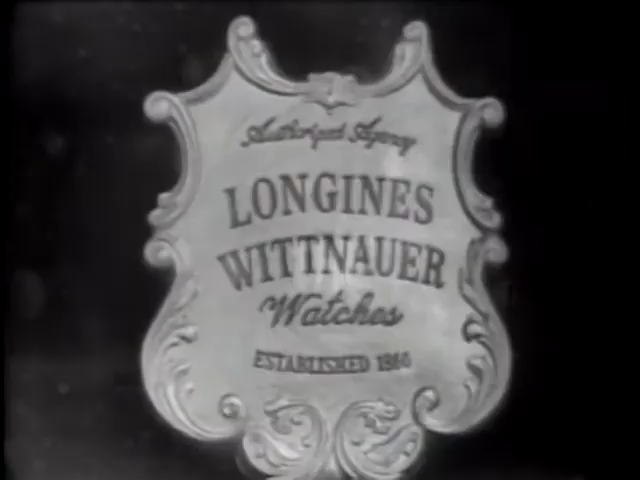 Authorized Agency
LONGINES
WITTNAUER
Watches
ESTABLISHED 1866